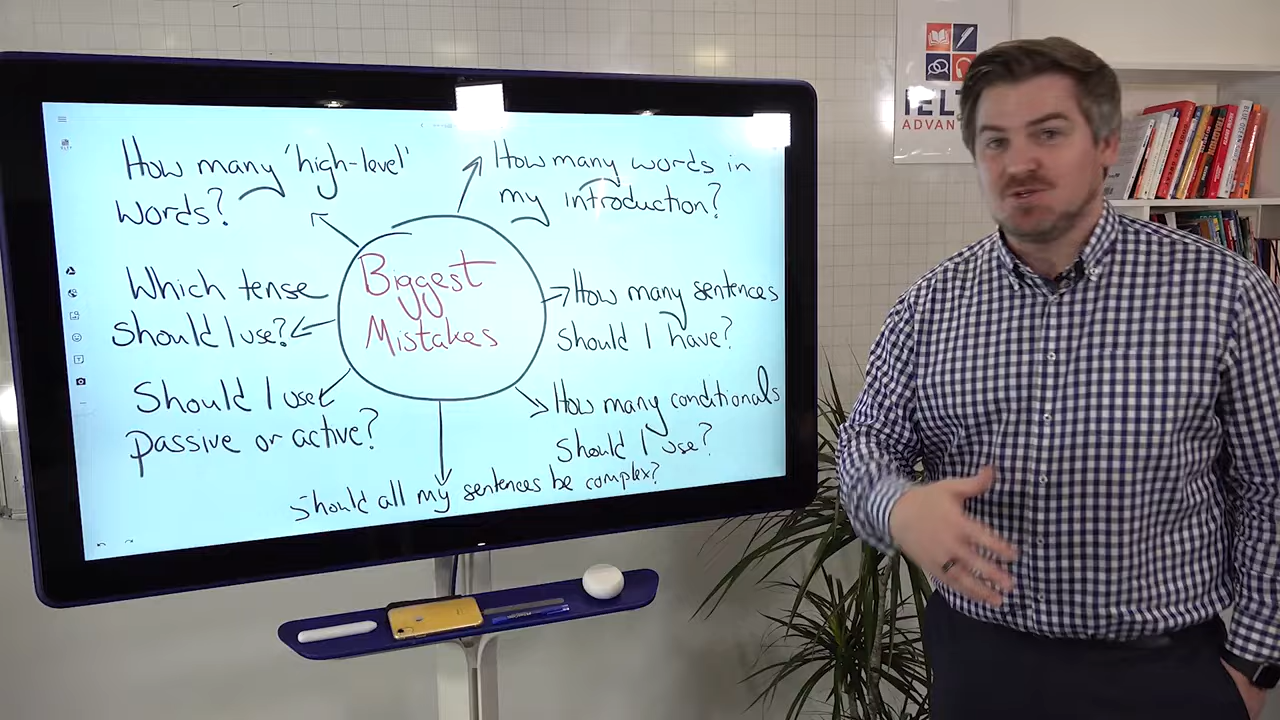 How many 'high-level'
words?
How many words in
my introduction?
Biggest
Mistakes
Which tense
should I use?
How many sentences
should I have?
Should I use
passive or active?
How many conditionals
should I use?
should all my sentences be complex?
IELTS
ADVAN